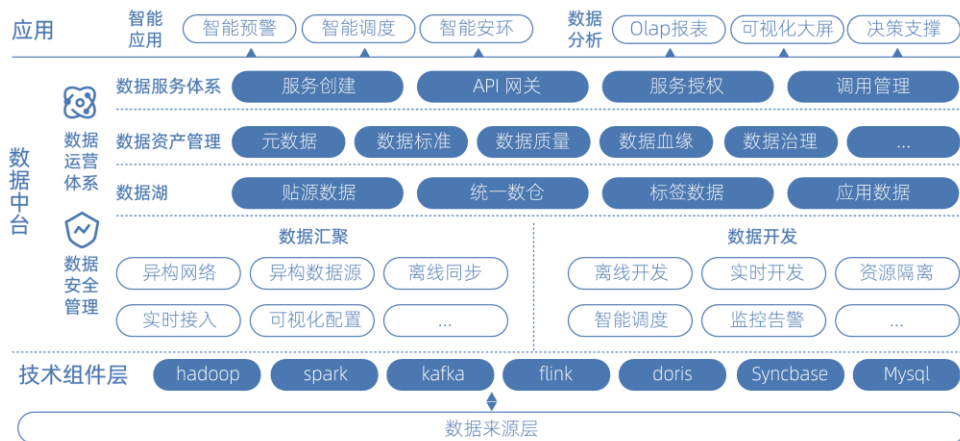 应用
智能应用
智能预警 智能调度 智能安环
数据分析
Olap报表 可视化大屏 决策支撑
数据中台
数据运营体系
数据安全管理
数据服务体系 服务创建 API 网关 服务授权 调用管理
数据资产管理 元数据 数据标准 数据质量 数据血缘 数据治理 ...
数据湖 贴源数据 统一数仓 标签数据 应用数据
数据汇聚
异构网络 异构数据源 离线同步
实时接入 可视化配置 ...
数据开发
离线开发 实时开发 资源隔离
智能调度 监控告警 ...
技术组件层 hadoop spark kafka flink doris Syncbase Mysql
数据来源层